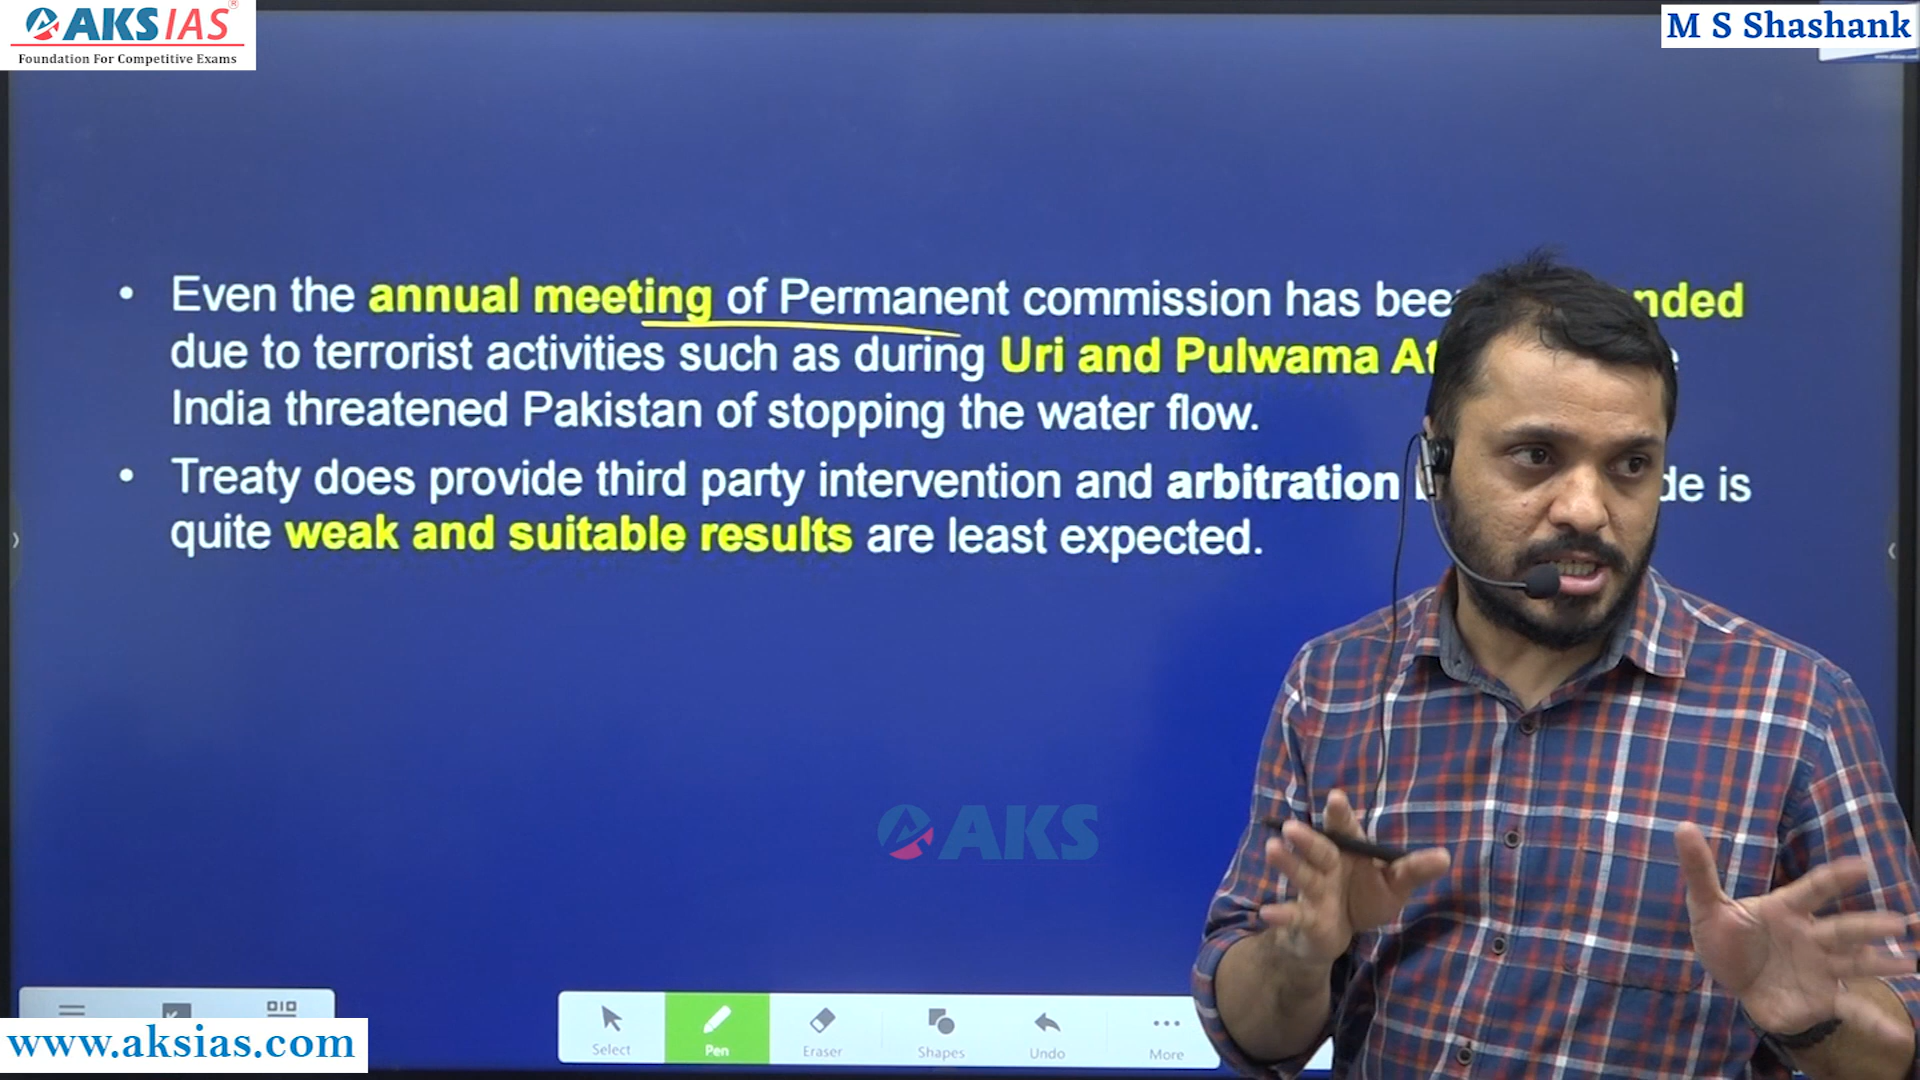 AKS IAS®
Foundation For Competitive Exams
M S Shashank
• Even the annual meeting of Permanent commission has nded
due to terrorist activities such as during Uri and Pulwama
India threatened Pakistan of stopping the water flow.
• Treaty does provide third party intervention and arbitration de is
quite weak and suitable results are least expected.
AKS
Select
Pen
Eraser
Shapes
Undo
More
www.aksias.com